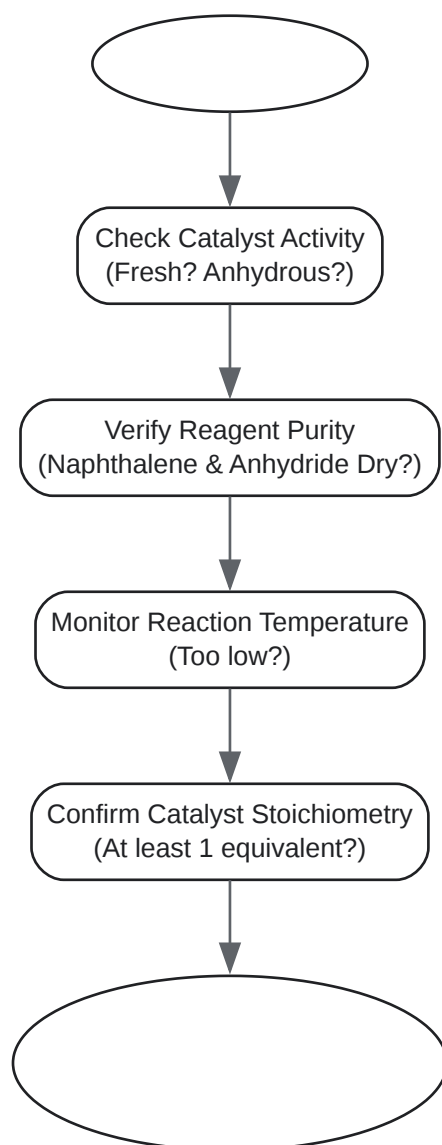 Check Catalyst Activity
(Fresh? Anhydrous?)
Verify Reagent Purity
(Naphthalene & Anhydride Dry?)
Monitor Reaction Temperature
(Too low?)
Confirm Catalyst Stoichiometry
(At least 1 equivalent?)